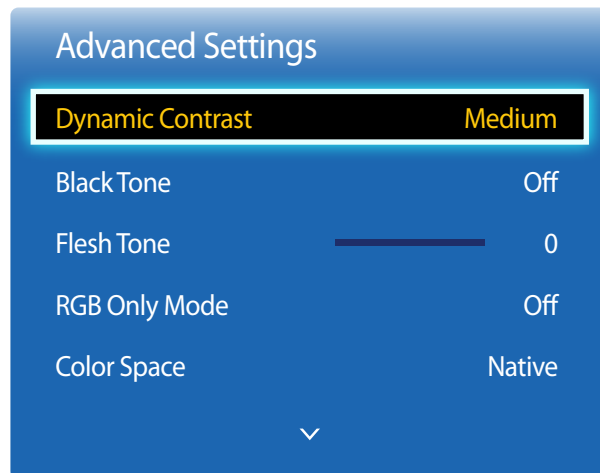 Advanced Settings
Dynamic Contrast Medium
Black Tone Off
Flesh Tone 0
RGB Only Mode Off
Color Space Native